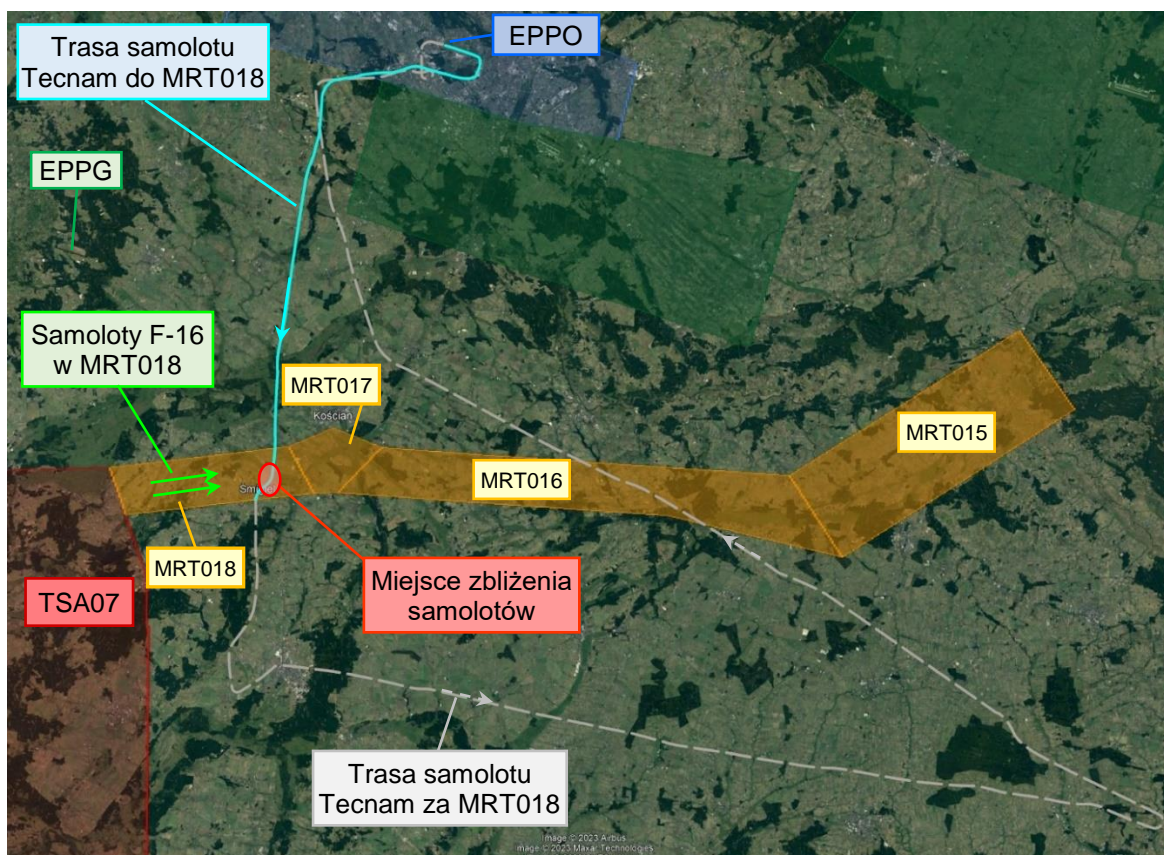 Trasa samolotu
Tecnam do MRT018
EPPO
EPPG
Samoloty F-16
w MRT018
MRT017
Kościan
MRT015
MRT016
MRT018
TSA07
Miejsce zbliżenia
samolotów
Trasa samolotu
Tecnam za MRT018
Image © 2023 Airbus
Image © 2023 Maxar Technologies